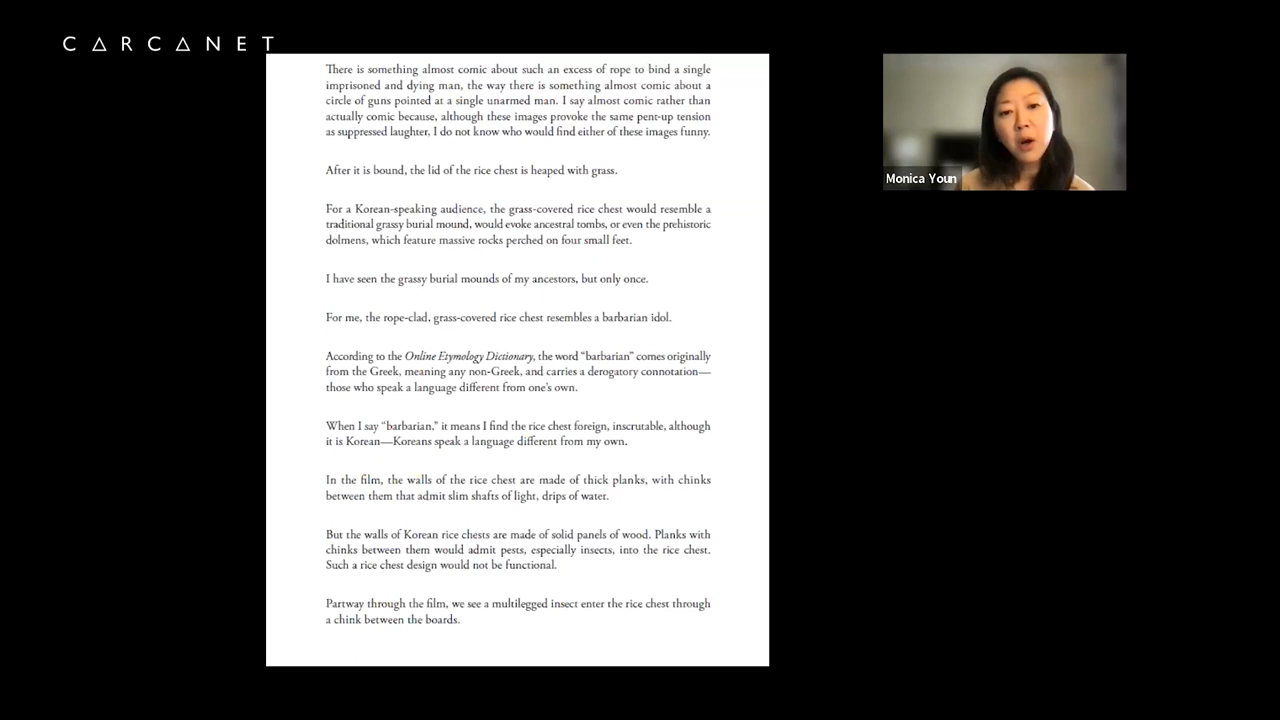 CARCANET
There is something almost comic about such an excess of rope to bind a single
imprisoned and dying man, the way there is something almost comic about a
circle of guns pointed at a single unarmed man. I say almost comic rather than
actually comic because, although these images provoke the same pent-up tension
as suppressed laughter, I do not know who would find either of these images funny.
After it is bound, the lid of the rice chest is heaped with grass.
For a Korean-speaking audience, the grass-covered rice chest would resemble a
traditional grassy burial mound, would evoke ancestral tombs, or even the prehistoric
dolmens, which feature massive rocks perched on four small feet.
I have seen the grassy burial mounds of my ancestors, but only once.
For me, the rope-clad, grass-covered rice chest resembles a barbarian idol.
According to the Online Etymology Dictionary, the word “barbarian” comes originally
from the Greek, meaning any non-Greek, and carries a derogatory connotation—
those who speak a language different from one’s own.
When I say “barbarian,” it means I find the rice chest foreign, inscrutable, although
it is Korean—Koreans speak a language different from my own.
In the film, the walls of the rice chest are made of thick planks, with chinks
between them that admit slim shafts of light, drips of water.
But the walls of Korean rice chests are made of solid panels of wood. Planks with
chinks between them would admit pests, especially insects, into the rice chest.
Such a rice chest design would not be functional.
Partway through the film, we see a multilegged insect enter the rice chest through
a chink between the boards.
Monica Youn